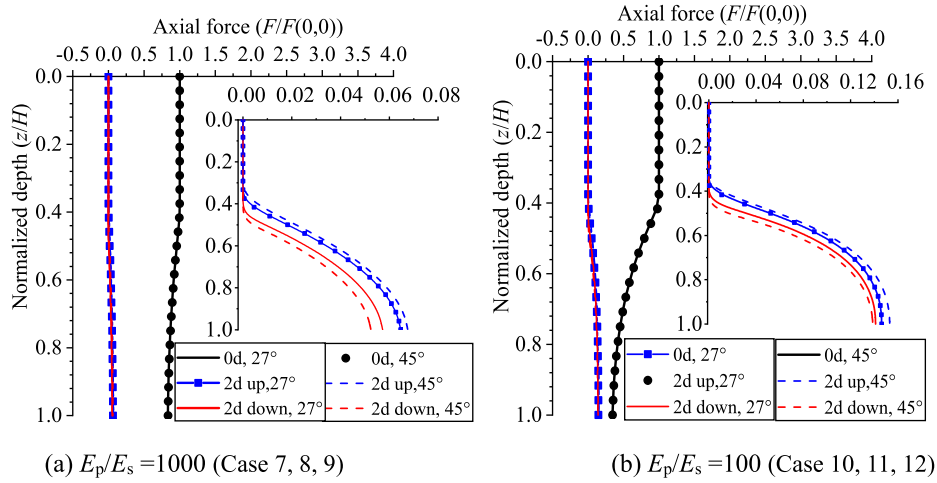 Axial force (F/F(0,0))
-0.5 0.0 0.5 1.0 1.5 2.0 2.5 3.0 3.5 4.0
Normalized depth (z/H)
0.0
0.2
0.4
0.6
0.8
1.0
0.00 0.02 0.04 0.06 0.08
0.0
0.2
0.4
0.6
0.8
1.0
0d, 27°
0d, 45°
2d up,27°
2d up,45°
2d down, 27°
2d down, 45°
(a) Ep/Es =1000 (Case 7, 8, 9)
Axial force (F/F(0,0))
-0.5 0.0 0.5 1.0 1.5 2.0 3.0 3.5 4.0
Normalized depth (z/H)
0.0
0.2
0.4
0.6
0.8
1.0
0.00 0.04 0.08 0.12 0.16
0.0
0.2
0.4
0.6
0.8
1.0
0d, 27°
0d, 45°
2d up,27°
2d up,45°
2d down, 27°
2d down, 45°
(b) Ep/Es =100 (Case 10, 11, 12)